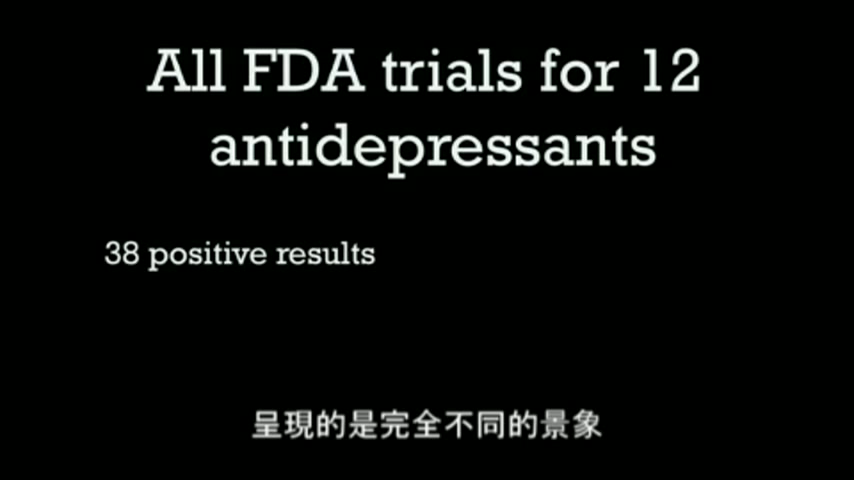 All FDA trials for 12
antidepressants
38 positive results
呈現的是完全不同的景象